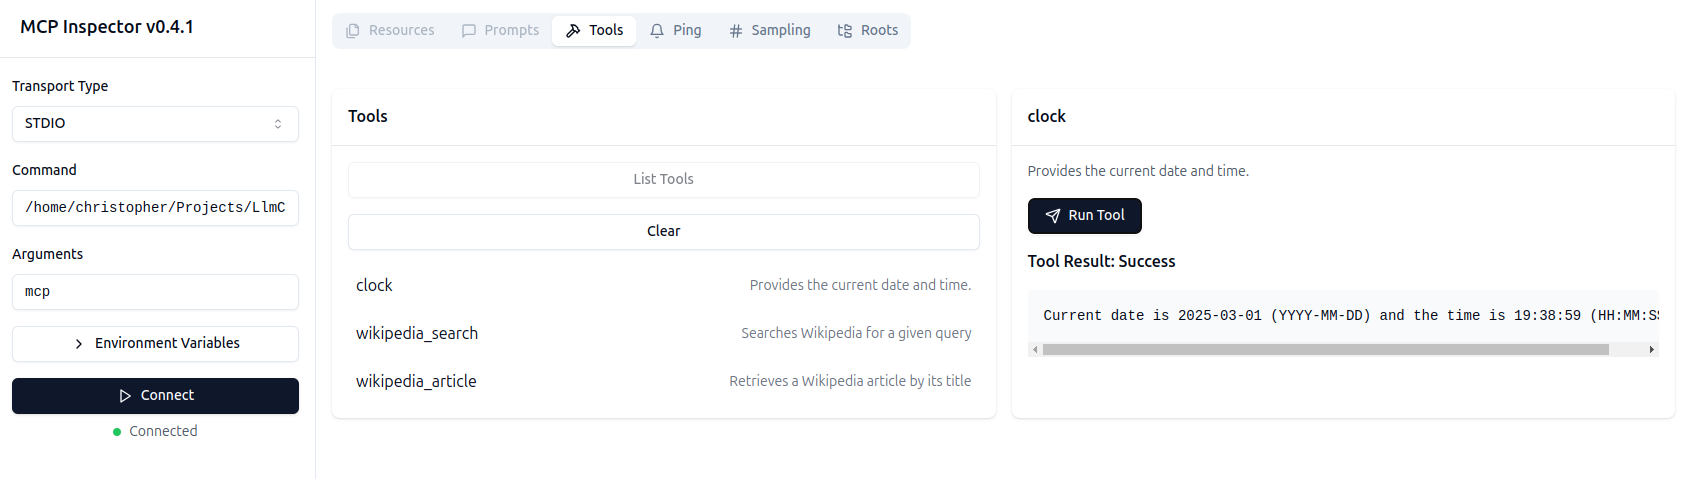 MCP Inspector v0.4.1
Transport Type
STDIO
Command
/home/christopher/Projects/LlmC
Arguments
mcp
Environment Variables
Connect
Connected
Resources Prompts Tools Ping Sampling Roots
Tools
List Tools
Clear
clock Provides the current date and time.
wikipedia_search Searches Wikipedia for a given query
wikipedia_article Retrieves a Wikipedia article by its title
clock
Provides the current date and time.
Run Tool
Tool Result: Success
Current date is 2025-03-01 (YYYY-MM-DD) and the time is 19:38:59 (HH:MM:SS